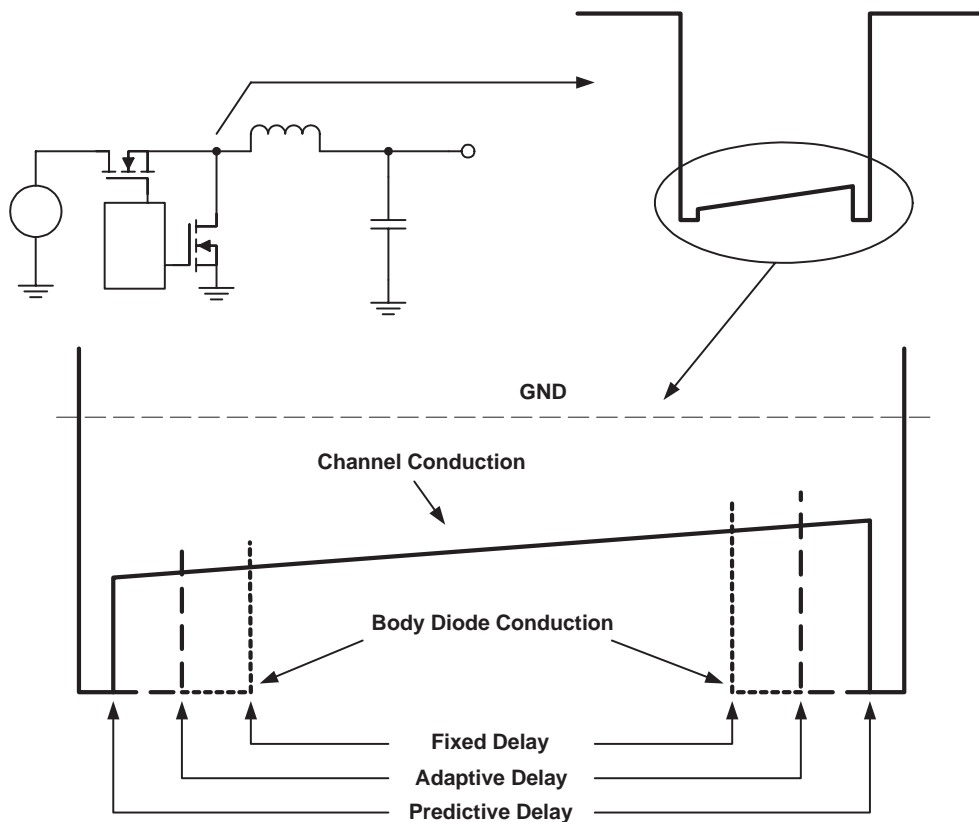 GND
Channel Conduction
Body Diode Conduction
Fixed Delay
Adaptive Delay
Predictive Delay